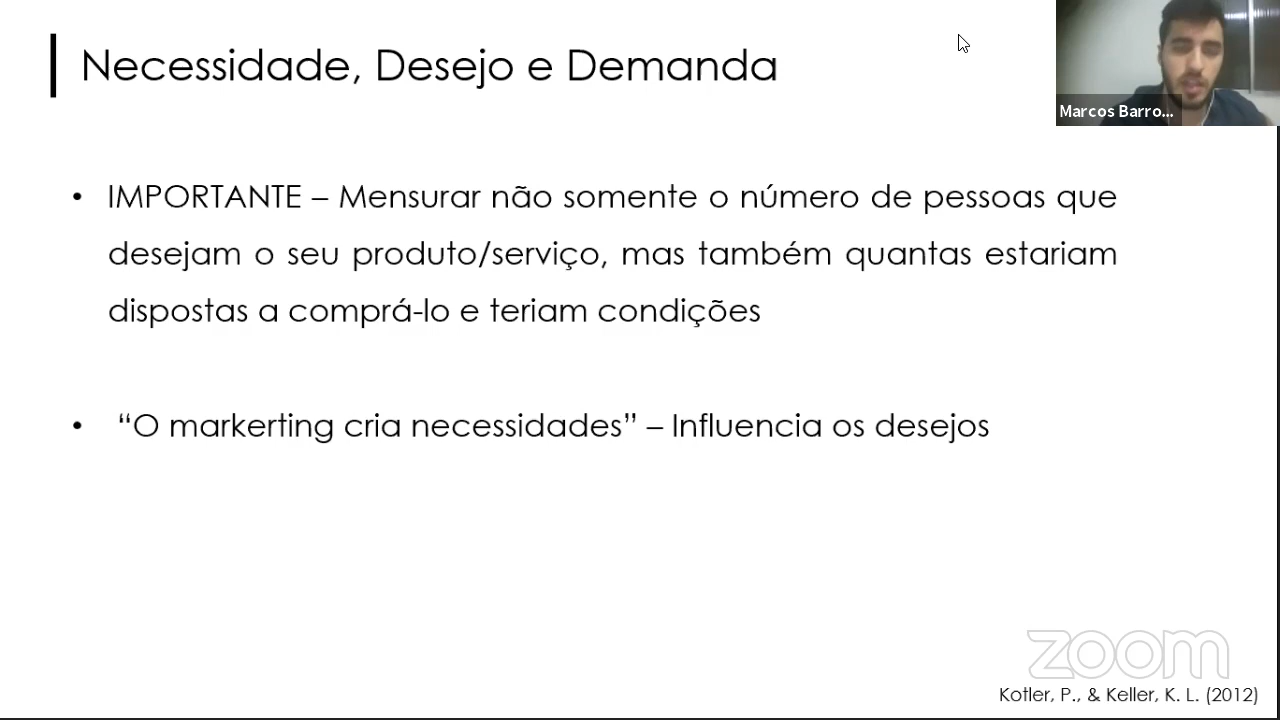 Necessidade, Desejo e Demanda
Marcos Barro...
• IMPORTANTE – Mensurar não somente o número de pessoas que
desejam o seu produto/serviço, mas também quantas estariam
dispostas a comprá-lo e teriam condições
• “O markerting cria necessidades” – Influencia os desejos
zoom
Kotler, P., & Keller, K. L. (2012)